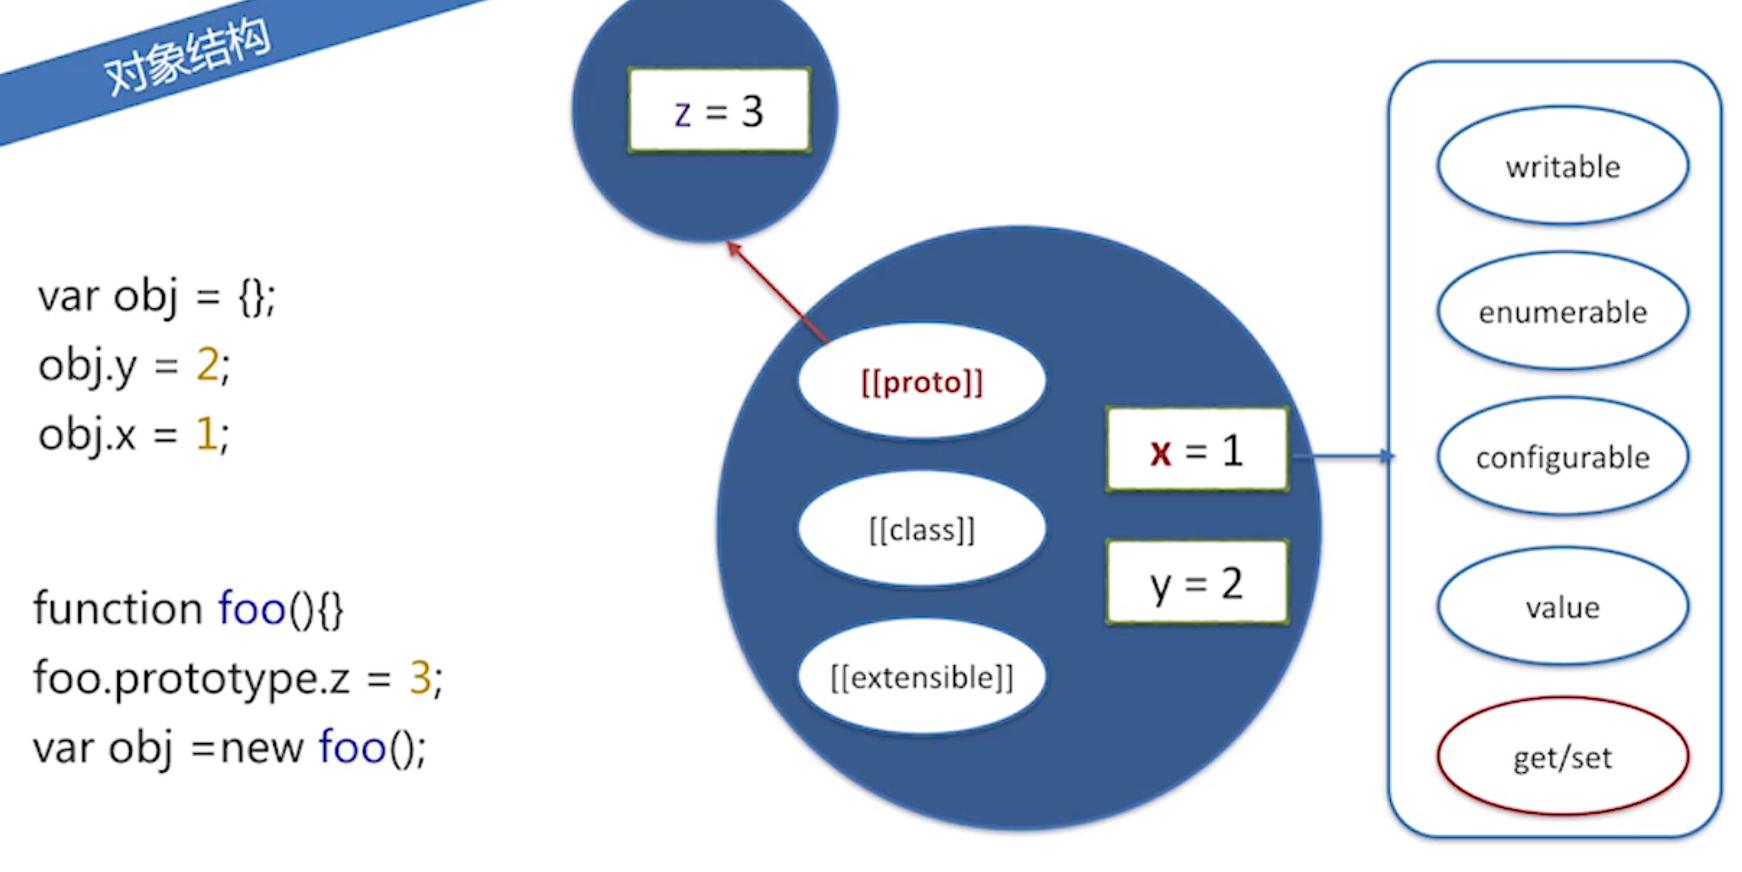 对象结构
var obj = {};
obj.y = 2;
obj.x = 1;
function foo(){}
foo.prototype.z = 3;
var obj =new foo();
z = 3
[[proto]]
[[class]]
[[extensible]]
x = 1
y = 2
writable
enumerable
configurable
value
get/set